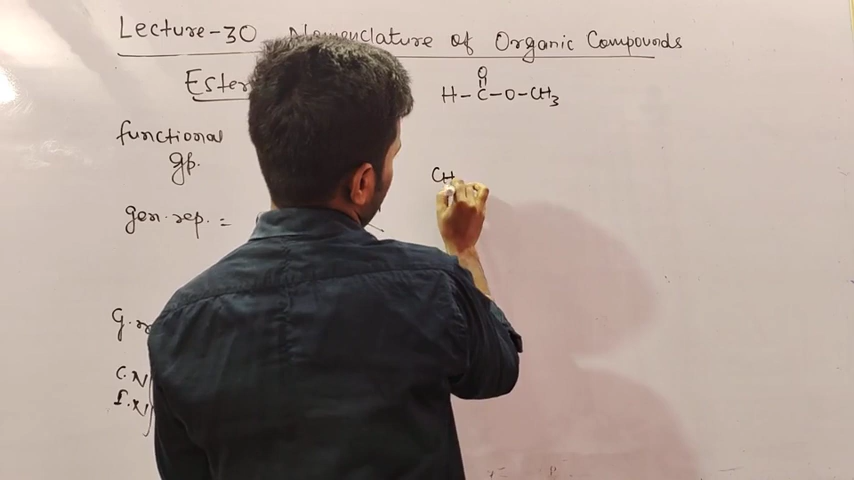 Lecture-30 Nomenclature of Organic Compounds
Ester
O
H-C-O-CH3
functional
gp.
CH
gen.rep. =
C.N
I.N